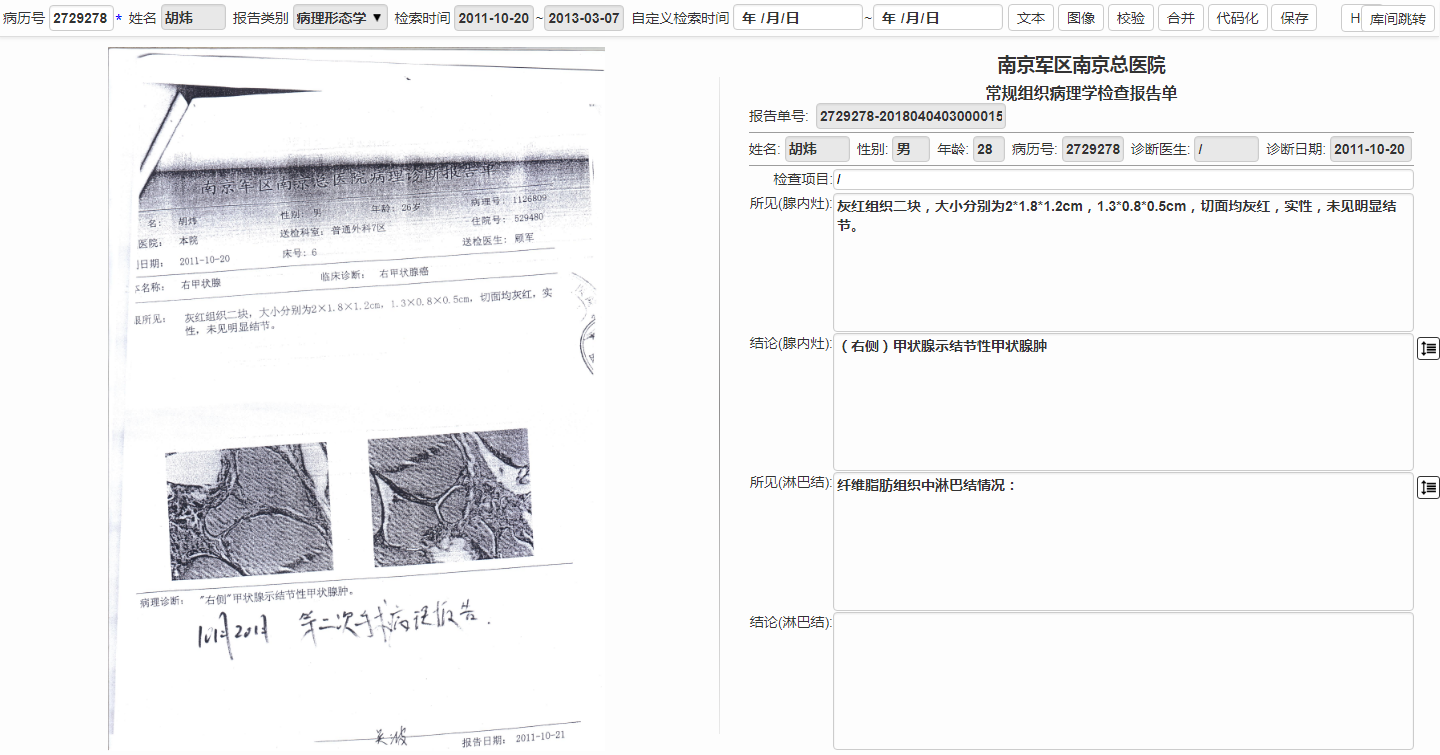 病历号 2729278 * 姓名 胡炜 报告类别 病理形态学 ▼ 检索时间 2011-10-20 ~ 2013-03-07 自定义检索时间 年 /月/日 ~ 年 /月/日 文本 图像 校验 合并 代码化 保存 H 库间跳转
南京军区南京总医院病理诊断报告单
名: 胡炜 性别: 男 年龄: 26岁 病理号: 1126809
医院: 本院 送检科室: 普通外科7区 住院号: 529480
日期: 2011-10-20 床号: 6 送检医生: 顾军
名称: 右甲状腺 临床诊断: 右甲状腺癌
所见: 灰红组织二块，大小分别为2×1.8×1.2cm，1.3×0.8×0.5cm，切面均灰红，实
性，未见明显结节。
病理诊断: "右侧"甲状腺示结节性甲状腺肿。
10月20日 第二次手术病理报告.
吴波
报告日期: 2011-10-21
南京军区南京总医院
常规组织病理学检查报告单
报告单号: 2729278-2018040403000015
姓名: 胡炜 性别: 男 年龄: 28 病历号: 2729278 诊断医生: / 诊断日期: 2011-10-20
检查项目: /
所见(腺内灶): 灰红组织二块，大小分别为2*1.8*1.2cm，1.3*0.8*0.5cm，切面均灰红，实性，未见明显结
节。
结论(腺内灶): （右侧）甲状腺示结节性甲状腺肿
所见(淋巴结): 纤维脂肪组织中淋巴结情况：
结论(淋巴结):